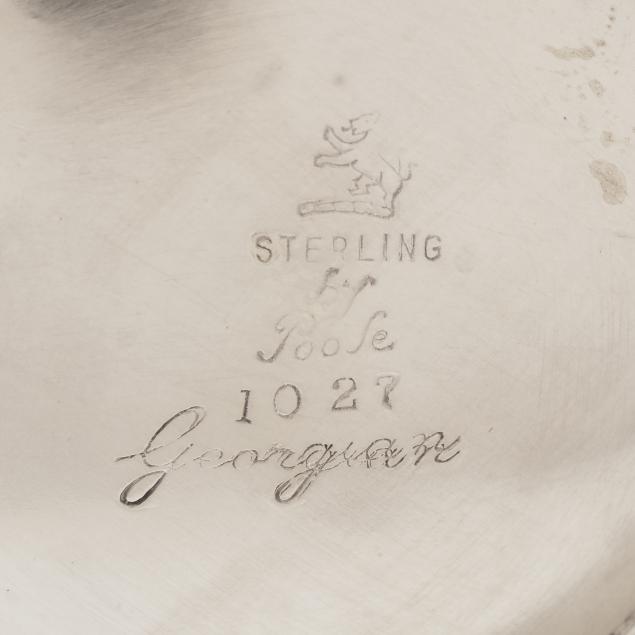 STERLING
by
Poole
1027
Georgian